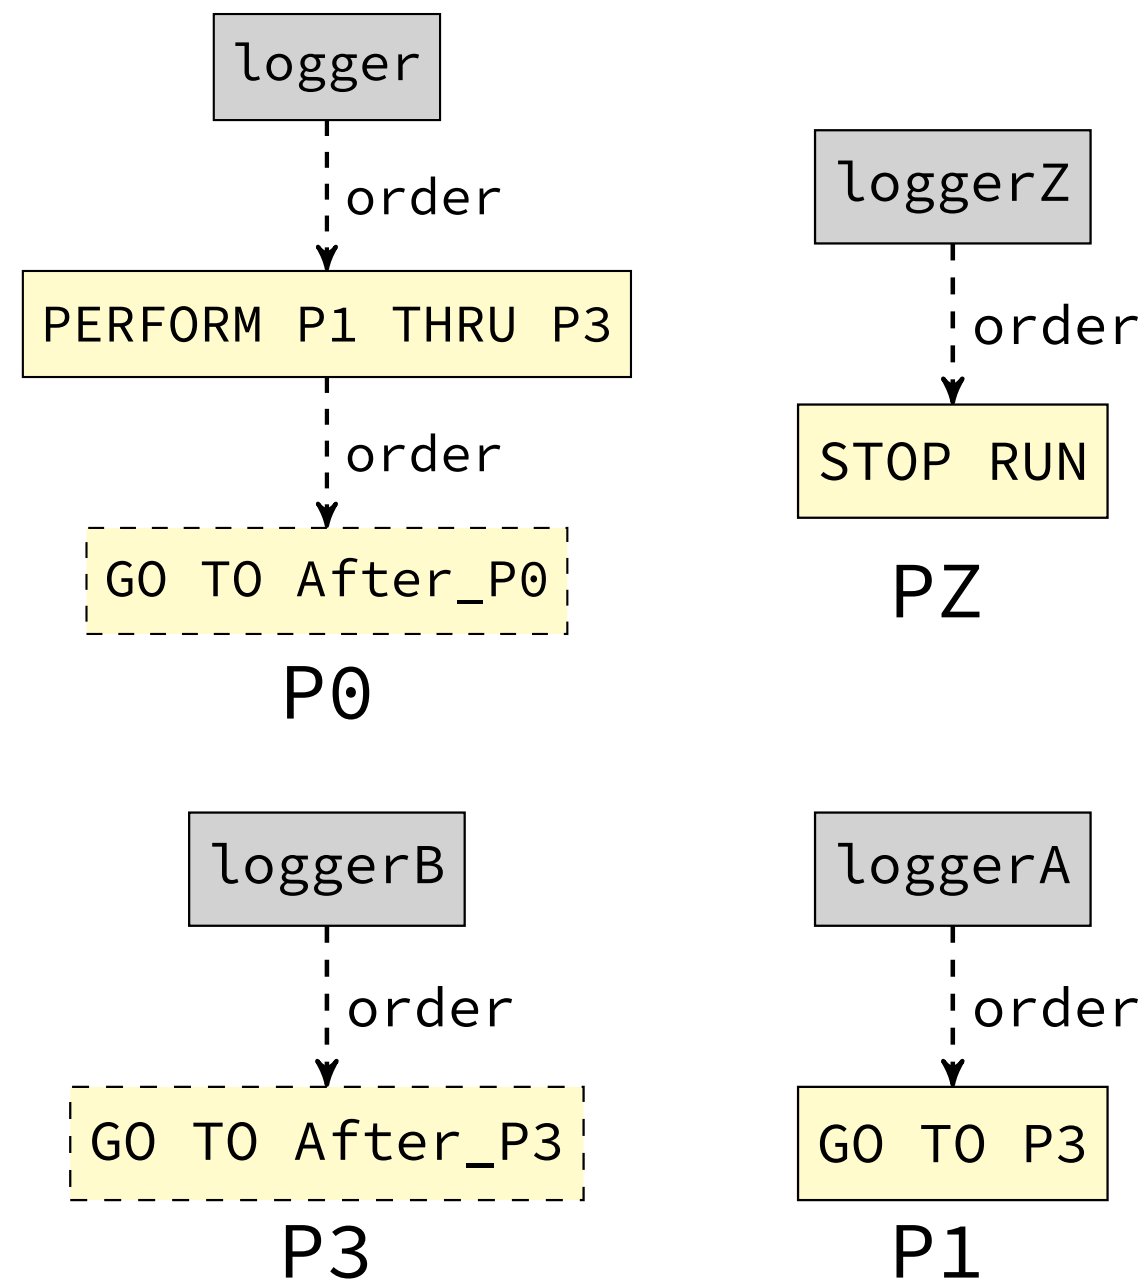 logger
order
PERFORM P1 THRU P3
order
GO TO After_P0
P0
loggerZ
order
STOP RUN
PZ
loggerB
order
GO TO After_P3
P3
loggerA
order
GO TO P3
P1